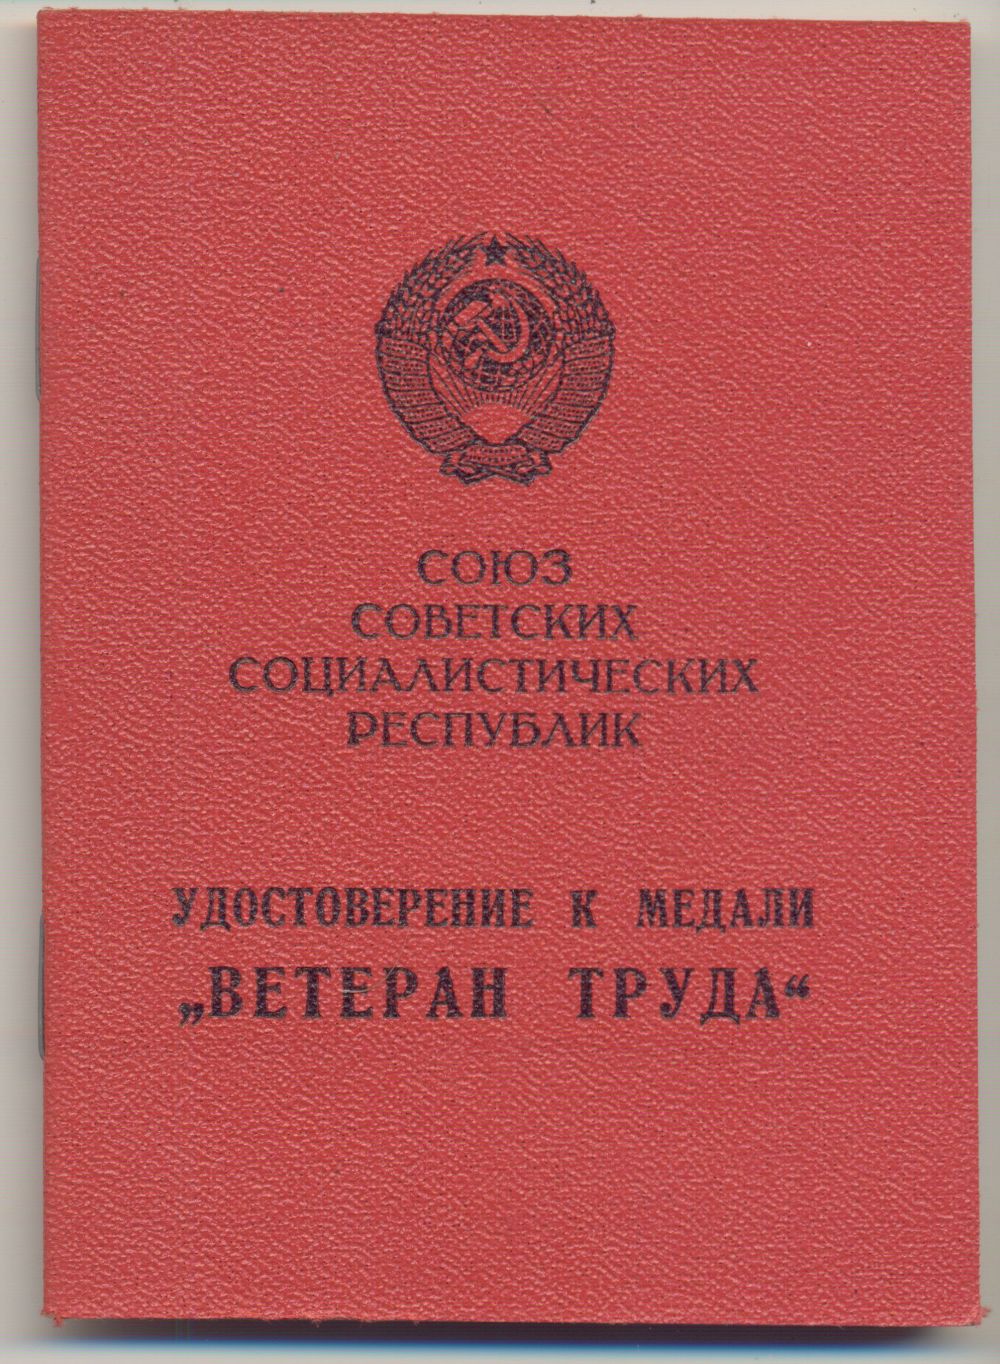 СОЮЗ
СОВЕТСКИХ
СОЦИАЛИСТИЧЕСКИХ
РЕСПУБЛИК
УДОСТОВЕРЕНИЕ К МЕДАЛИ
„ВЕТЕРАН ТРУДА“